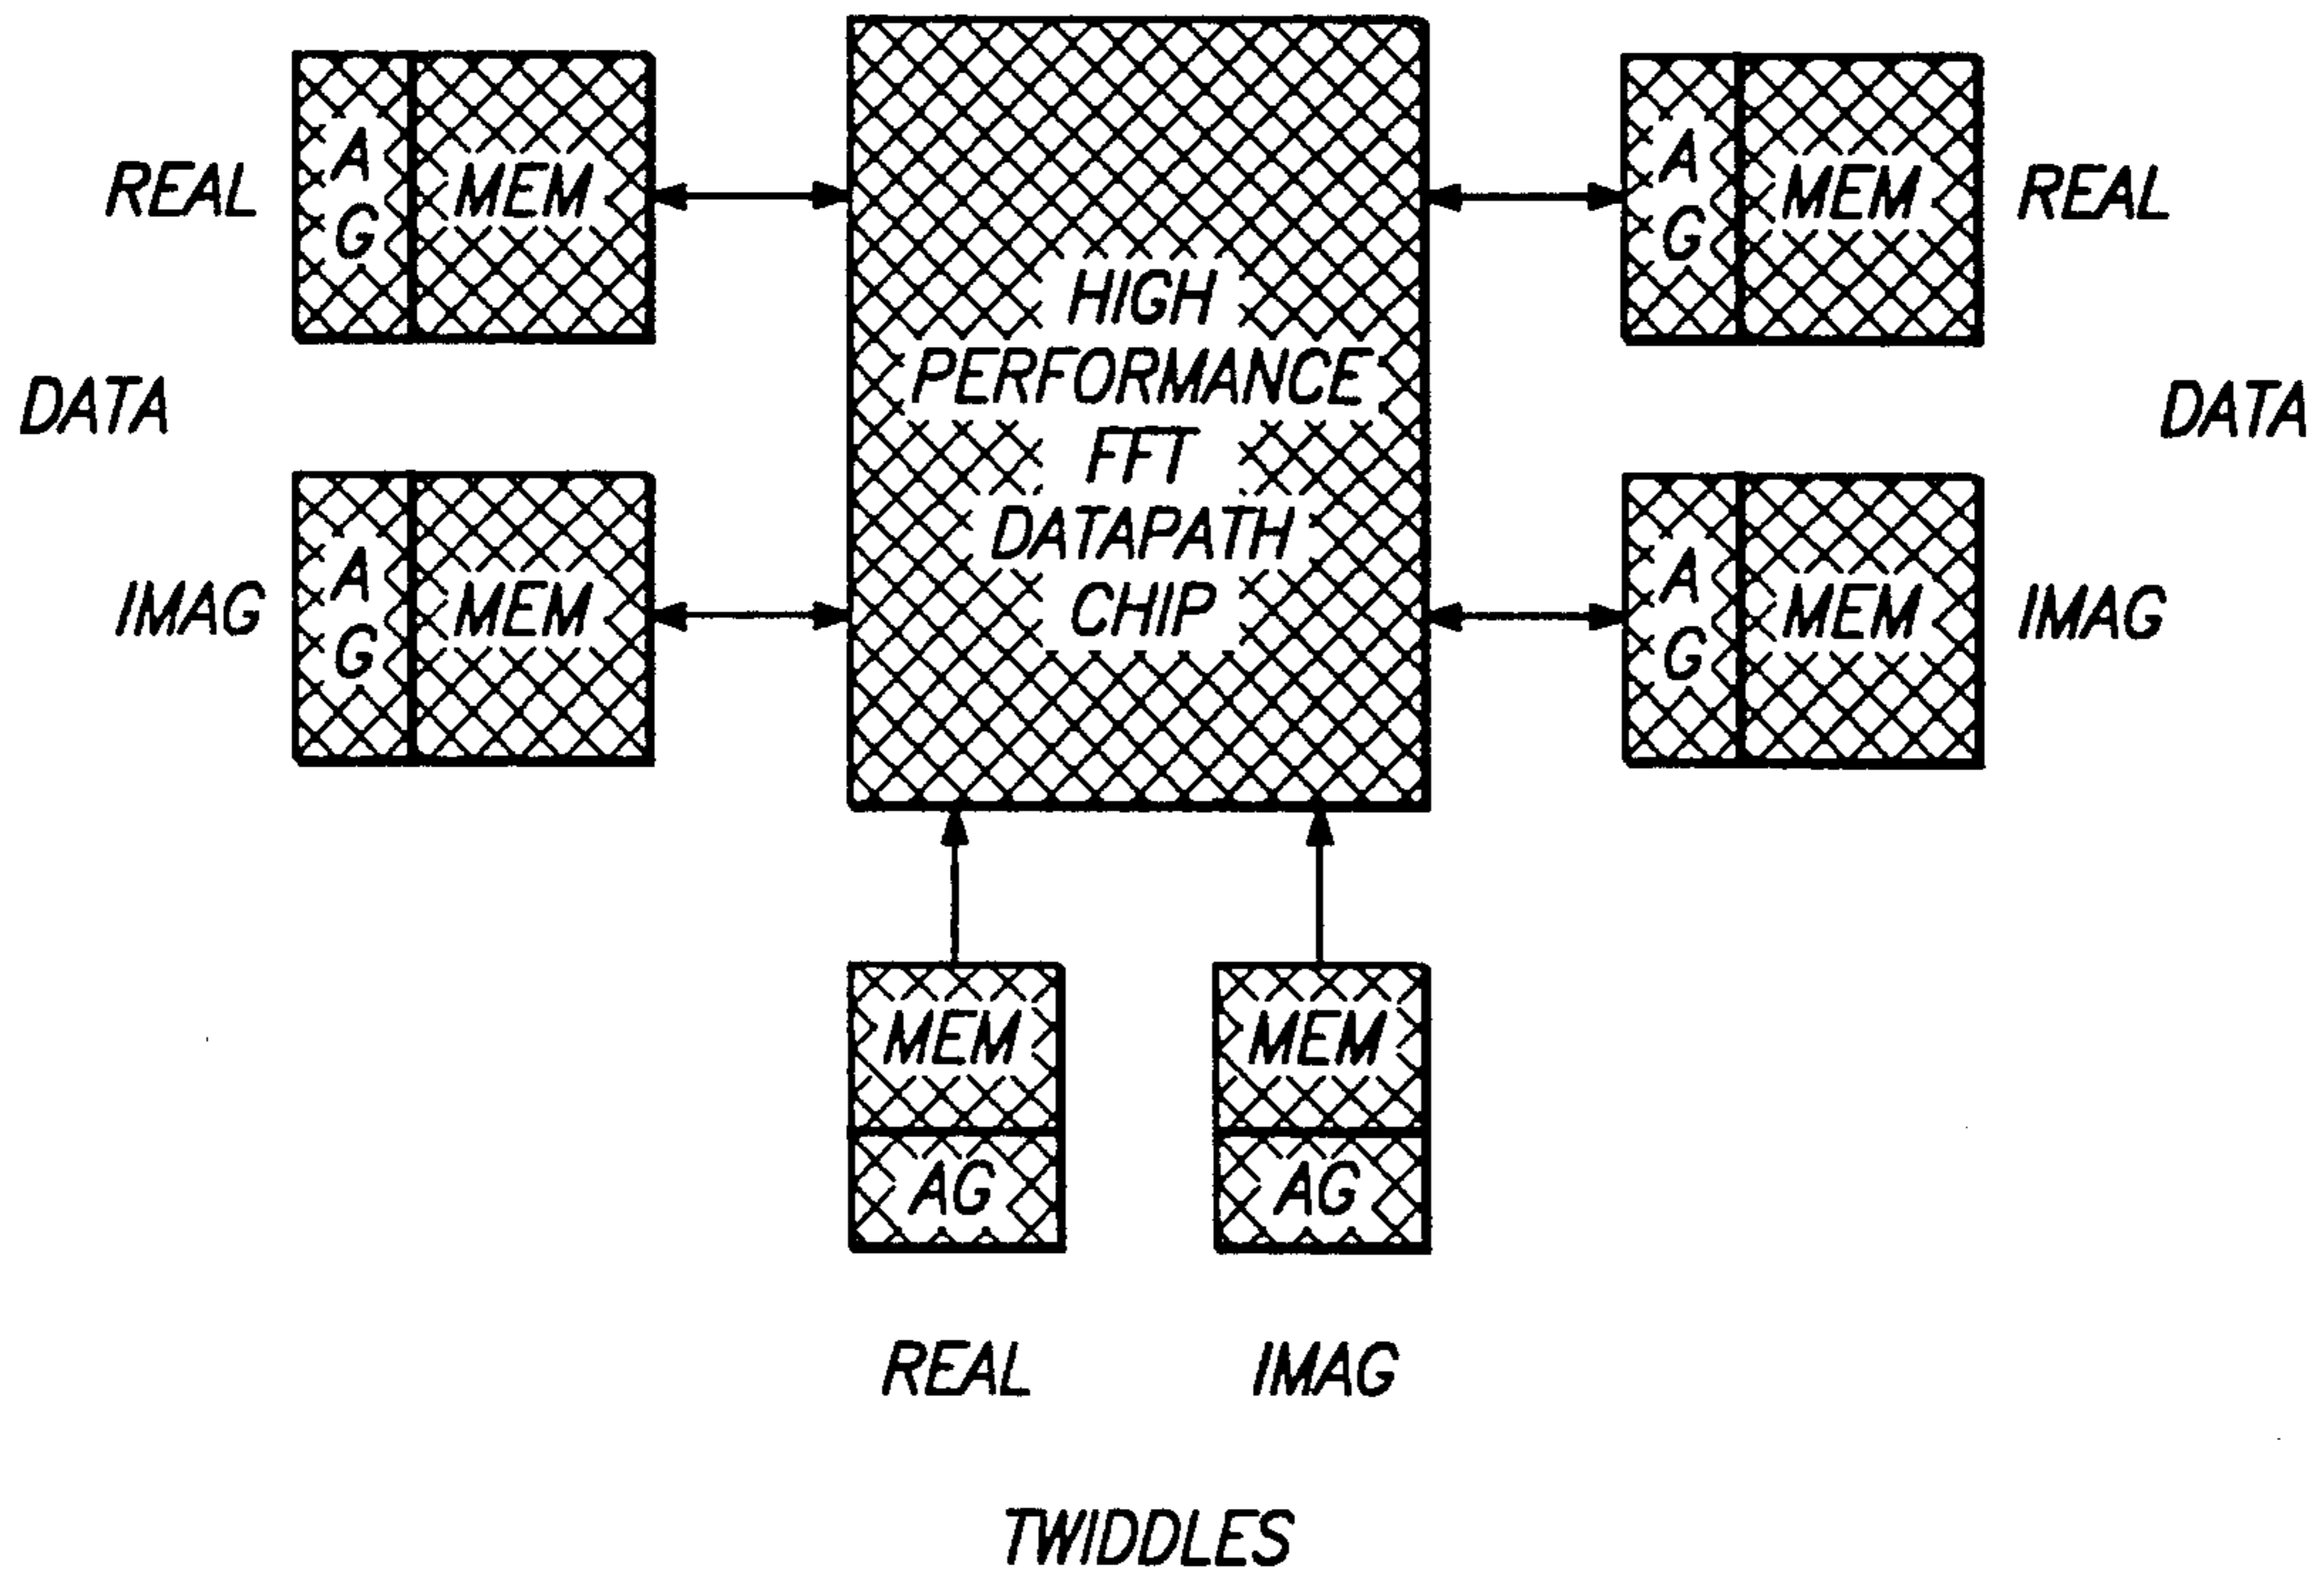 REAL
A
G
MEM
DATA
IMAG
A
G
MEM
HIGH
PERFORMANCE
FFT
DATAPATH
CHIP
A
G
MEM
REAL
DATA
A
G
MEM
IMAG
MEM
AG
REAL
MEM
AG
IMAG
TWIDDLES